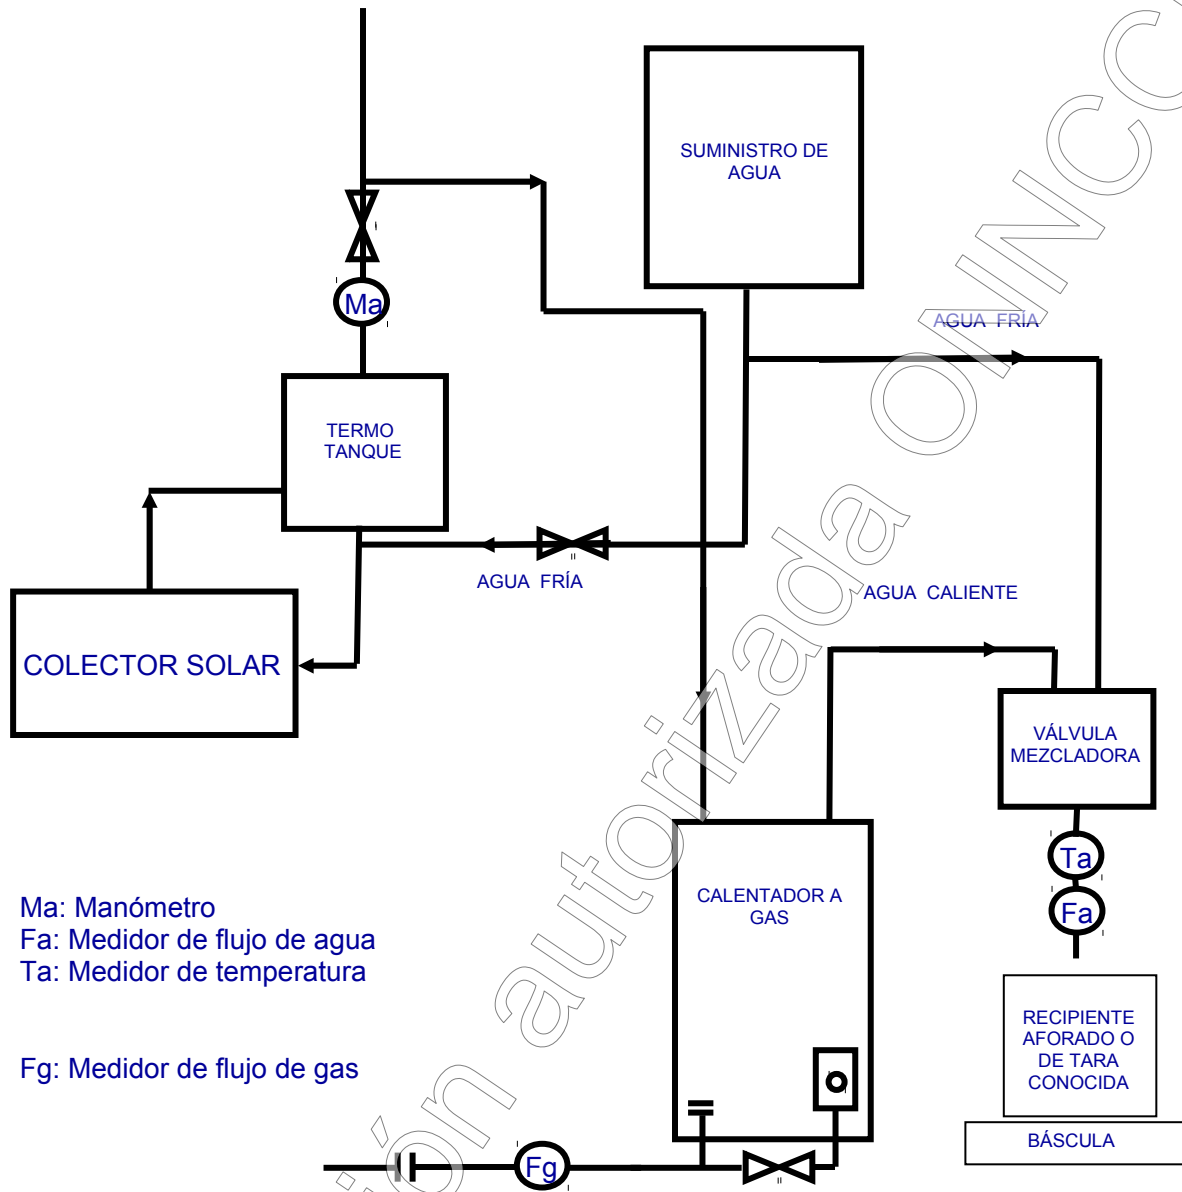 SUMINISTRO DE
AGUA
Ma
AGUA FRÍA
TERMO
TANQUE
AGUA FRÍA
AGUA CALIENTE
COLECTOR SOLAR
VÁLVULA
MEZCLADORA
Ta
Fa
CALENTADOR A
GAS
Ma: Manómetro
Fa: Medidor de flujo de agua
Ta: Medidor de temperatura
Fg: Medidor de flujo de gas
RECIPIENTE
AFORADO O
DE TARA
CONOCIDA
BÁSCULA
Fg
autorizada